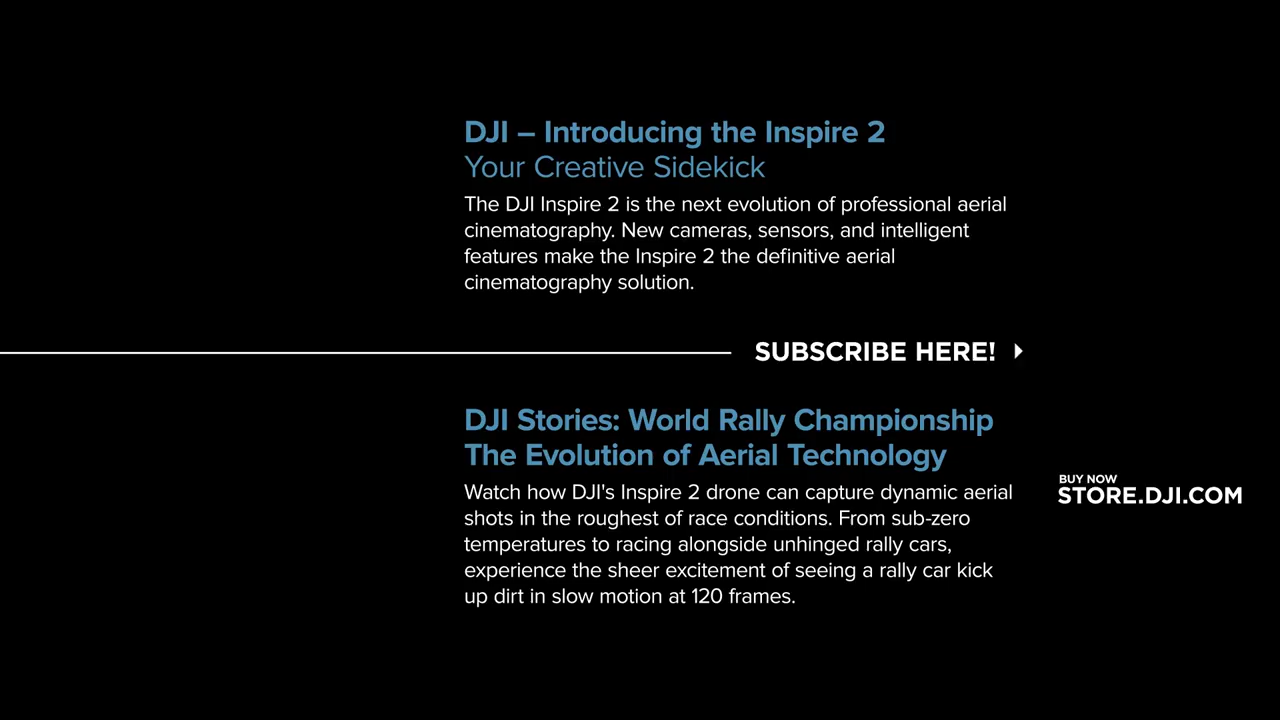 DJI – Introducing the Inspire 2
Your Creative Sidekick
The DJI Inspire 2 is the next evolution of professional aerial
cinematography. New cameras, sensors, and intelligent
features make the Inspire 2 the definitive aerial
cinematography solution.
SUBSCRIBE HERE!
DJI Stories: World Rally Championship
The Evolution of Aerial Technology
Watch how DJI's Inspire 2 drone can capture dynamic aerial
shots in the roughest of race conditions. From sub-zero
temperatures to racing alongside unhinged rally cars,
experience the sheer excitement of seeing a rally car kick
up dirt in slow motion at 120 frames.
BUY NOW
STORE.DJI.COM